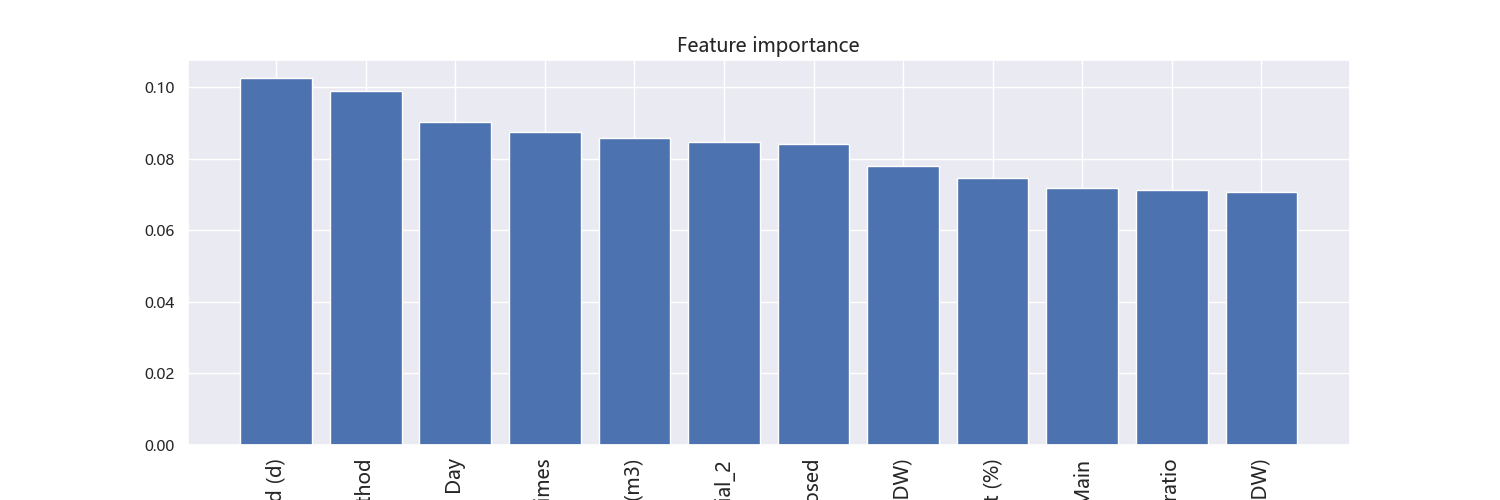 Feature importance
0.10
0.08
0.06
0.04
0.02
0.00
d (d)
thod
Day
imes
(m3)
ial_2
osed
DW)
t (%)
Main
ratio
DW)